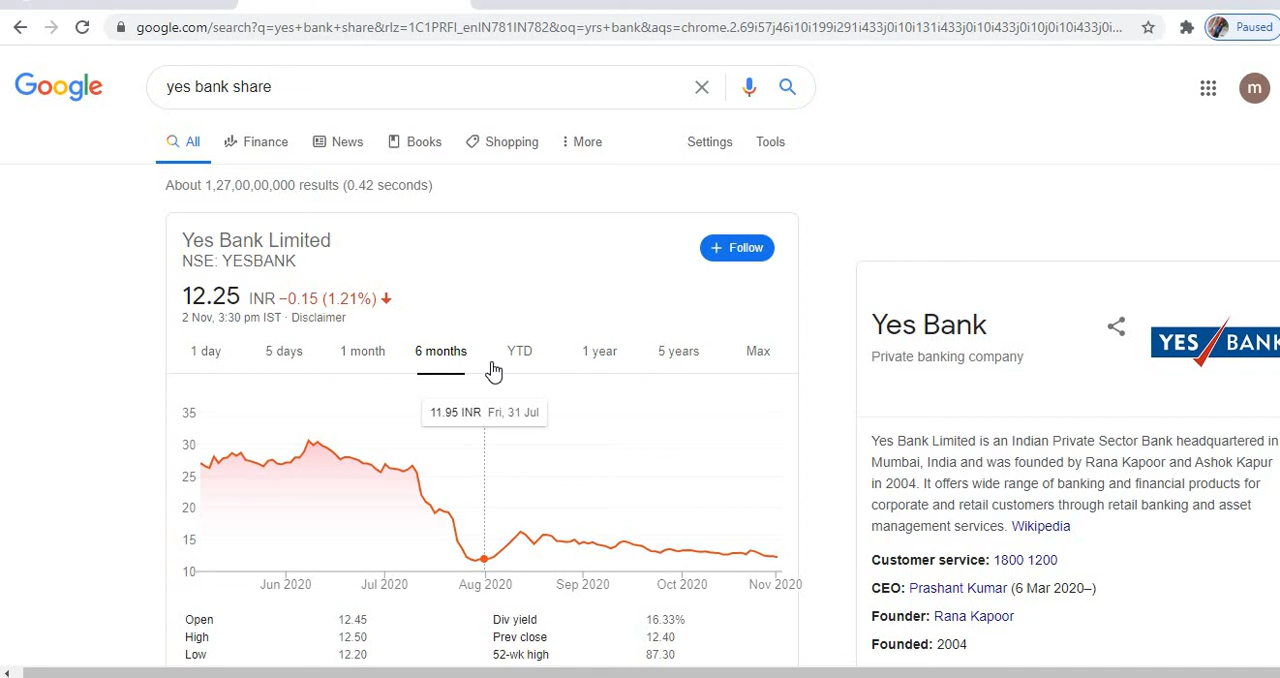 google.com/search?q=yes+bank+share&rlz=1C1PRFI_enIN781IN782&oq=yrs+bank&aqs=chrome.2.69i57j46j10i199i291i433j0i10i131i433j0i10i433j0i10j0i10i433j0i...
Paused
Google
yes bank share
m
All
Finance
News
Books
Shopping
More
Settings
Tools
About 1,27,00,00,000 results (0.42 seconds)
Yes Bank Limited
NSE: YESBANK
+ Follow
12.25 INR −0.15 (1.21%)
2 Nov, 3:30 pm IST · Disclaimer
1 day
5 days
1 month
6 months
YTD
1 year
5 years
Max
11.95 INR Fri, 31 Jul
35
30
25
20
15
10
Jun 2020
Jul 2020
Aug 2020
Sep 2020
Oct 2020
Nov 2020
Open 12.45
High 12.50
Low 12.20
Div yield 16.33%
Prev close 12.40
52-wk high 87.30
Yes Bank
Private banking company
YES BANK
Yes Bank Limited is an Indian Private Sector Bank headquartered in
Mumbai, India and was founded by Rana Kapoor and Ashok Kapur
in 2004. It offers wide range of banking and financial products for
corporate and retail customers through retail banking and asset
management services. Wikipedia
Customer service: 1800 1200
CEO: Prashant Kumar (6 Mar 2020–)
Founder: Rana Kapoor
Founded: 2004